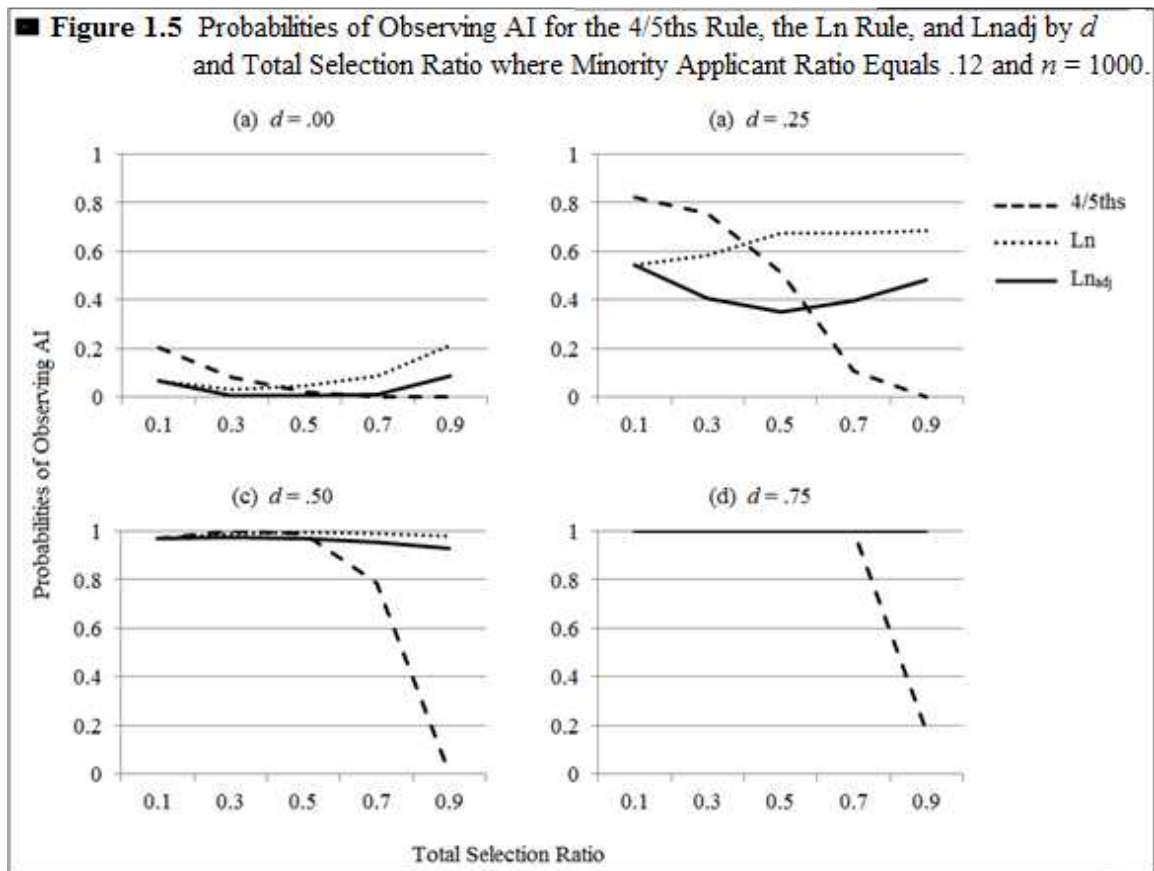 ■ Figure 1.5 Probabilities of Observing AI for the 4/5ths Rule, the Ln Rule, and Lnadj by d
and Total Selection Ratio where Minority Applicant Ratio Equals .12 and n = 1000.
(a) d = .00
(a) d = .25
1
0.8
0.6
0.4
0.2
0
0.1 0.3 0.5 0.7 0.9
1
0.8
0.6
0.4
0.2
0
0.1 0.3 0.5 0.7 0.9
4/5ths
Ln
Lnadj
Probabilities of Observing AI
(c) d = .50
(d) d = .75
1
0.8
0.6
0.4
0.2
0
0.1 0.3 0.5 0.7 0.9
1
0.8
0.6
0.4
0.2
0
0.1 0.3 0.5 0.7 0.9
Total Selection Ratio